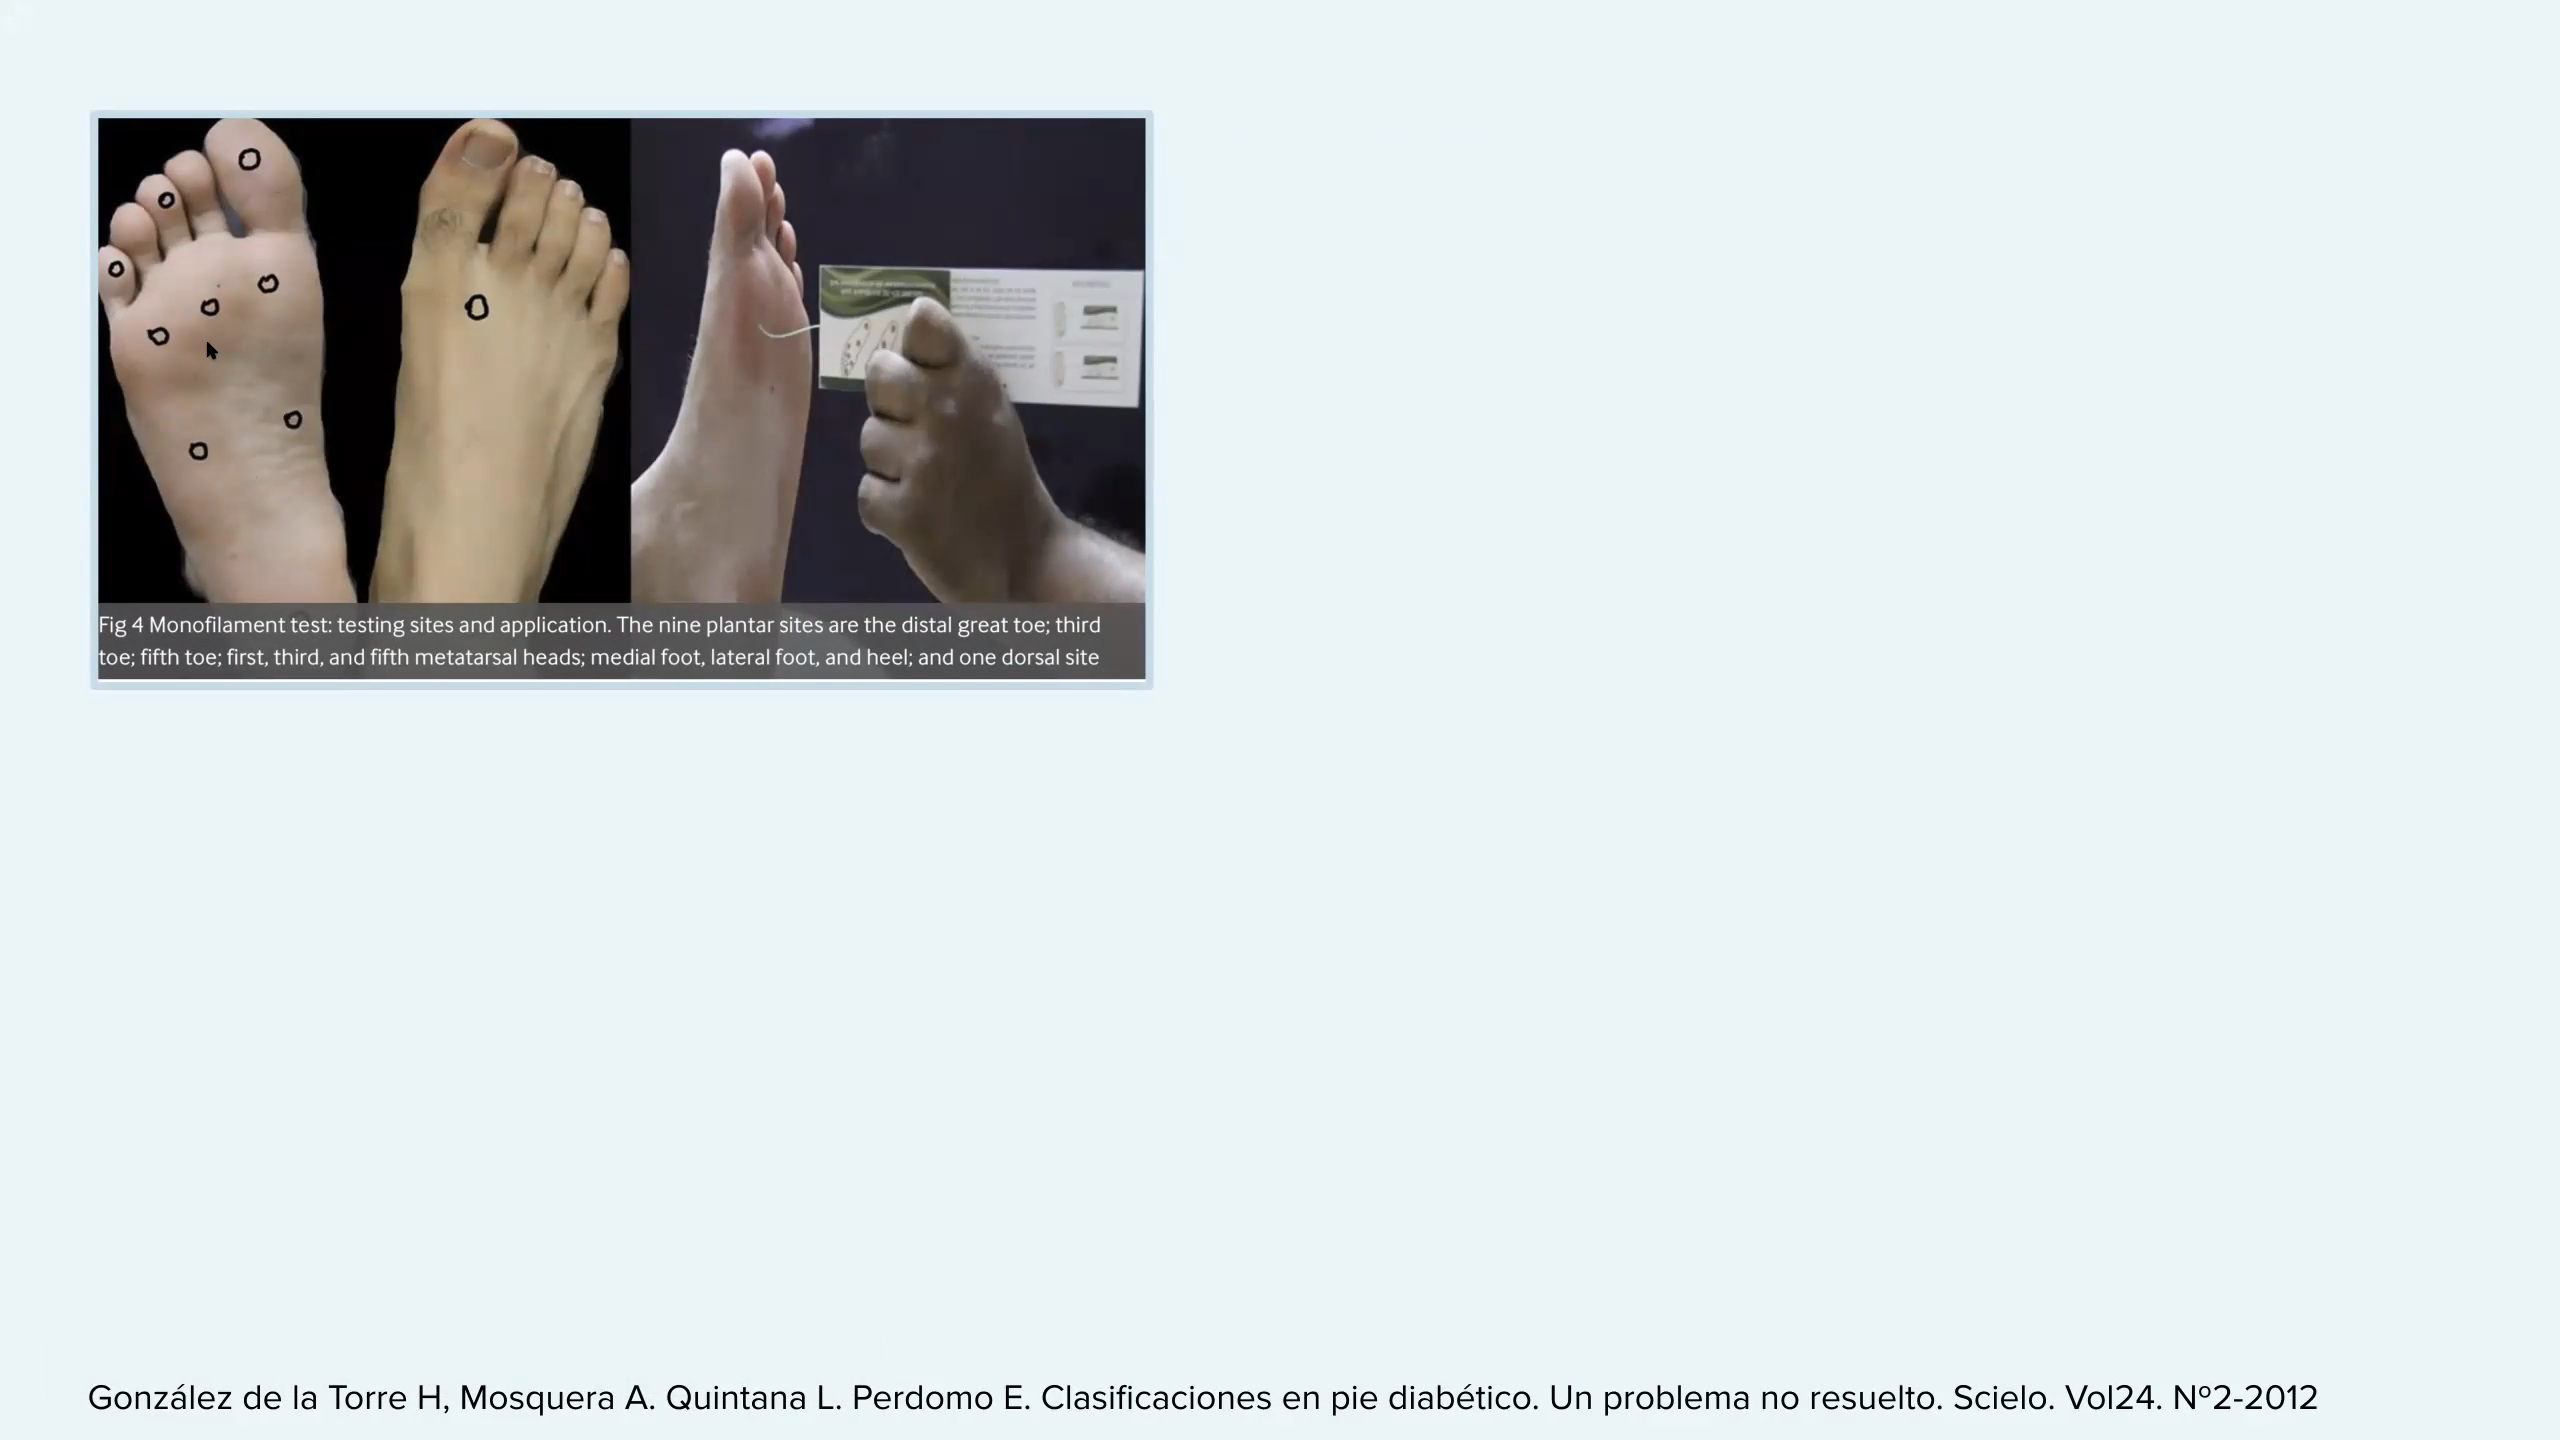 Fig 4 Monofilament test: testing sites and application. The nine plantar sites are the distal great toe; third
toe; fifth toe; first, third, and fifth metatarsal heads; medial foot, lateral foot, and heel; and one dorsal site
González de la Torre H, Mosquera A. Quintana L. Perdomo E. Clasificaciones en pie diabético. Un problema no resuelto. Scielo. Vol24. Nº2-2012